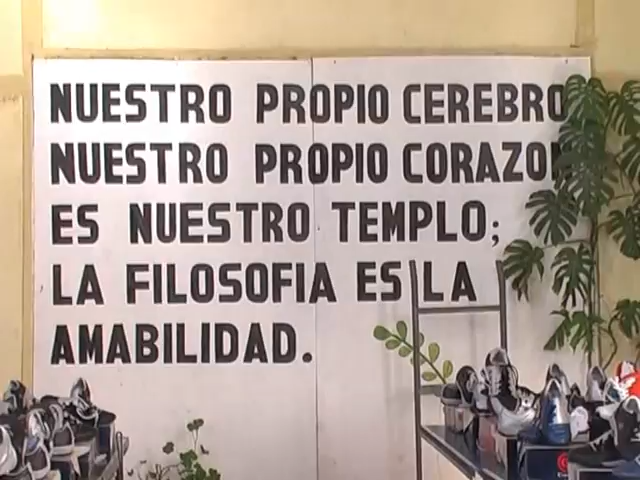 NUESTRO PROPIO CEREBRO
NUESTRO PROPIO CORAZON
ES NUESTRO TEMPLO;
LA FILOSOFIA ES LA
AMABILIDAD.